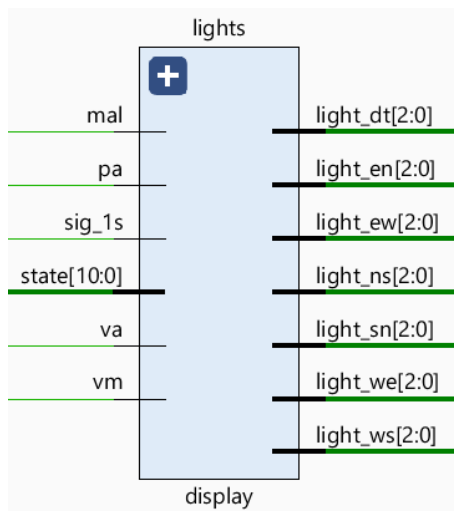 lights
mal
light_dt[2:0]
pa
light_en[2:0]
sig_1s
light_ew[2:0]
state[10:0]
light_ns[2:0]
va
light_sn[2:0]
vm
light_we[2:0]
light_ws[2:0]
display